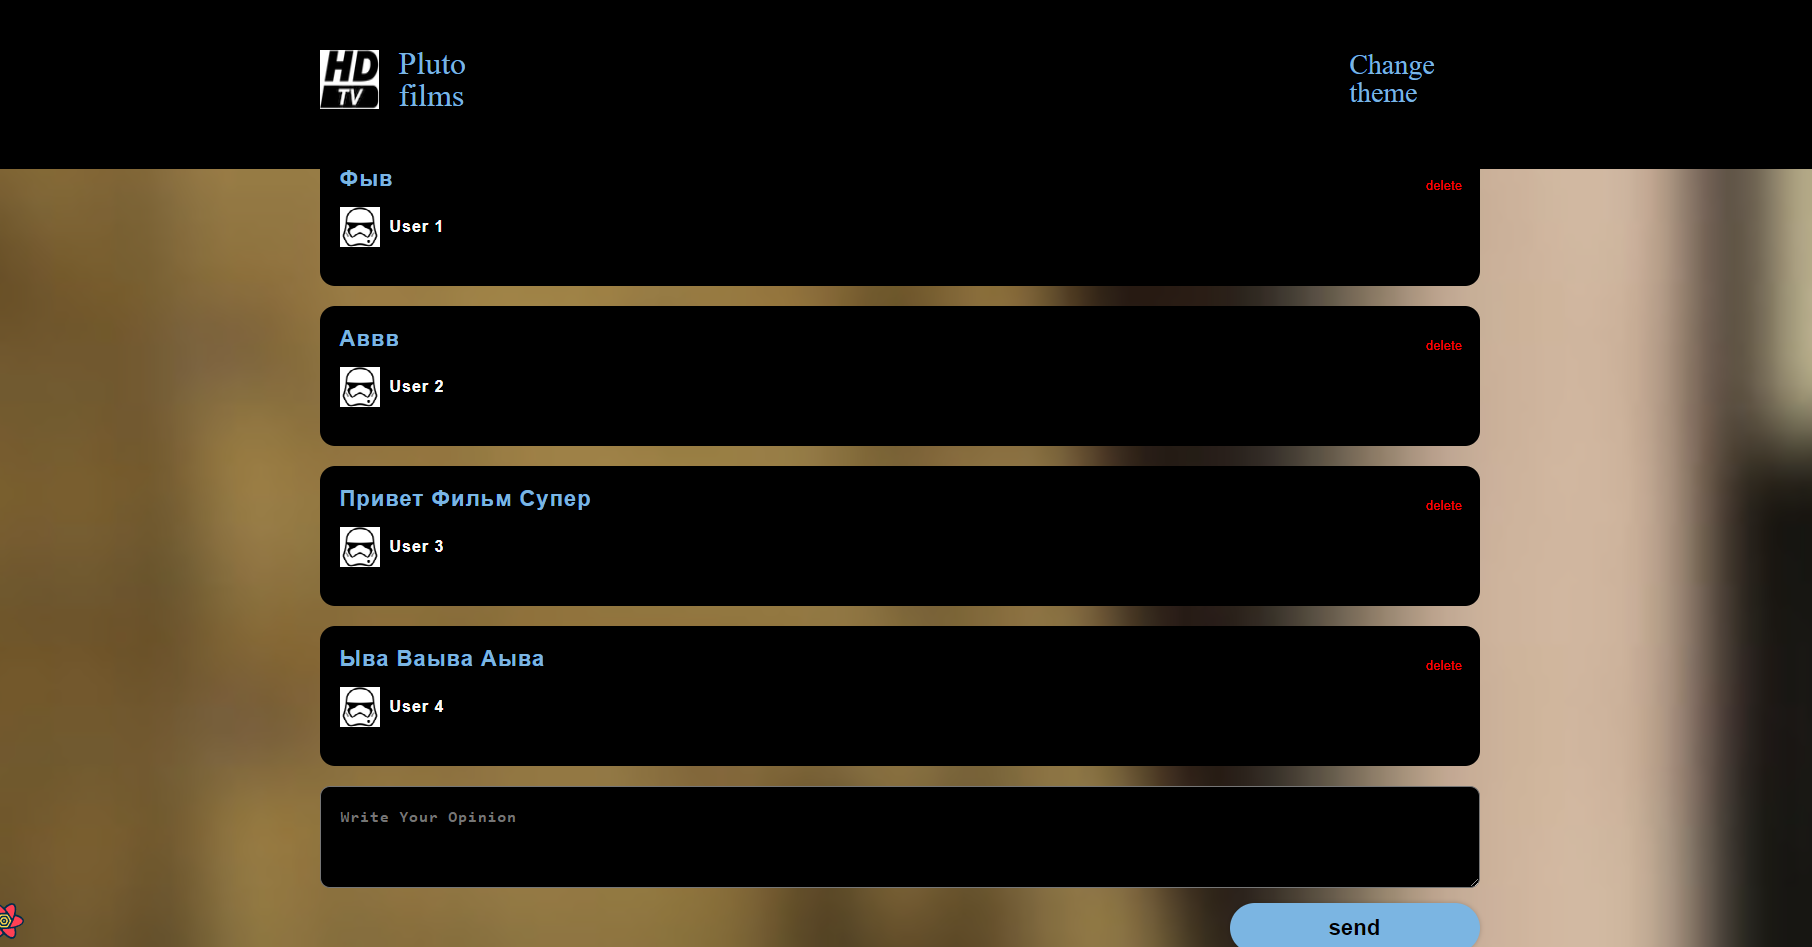 HD
TV
Pluto
films
Change
theme
Фыв
delete
User 1
Аввв
delete
User 2
Привет Фильм Супер
delete
User 3
Ыва Ваыва Аыва
delete
User 4
Write Your Opinion
send